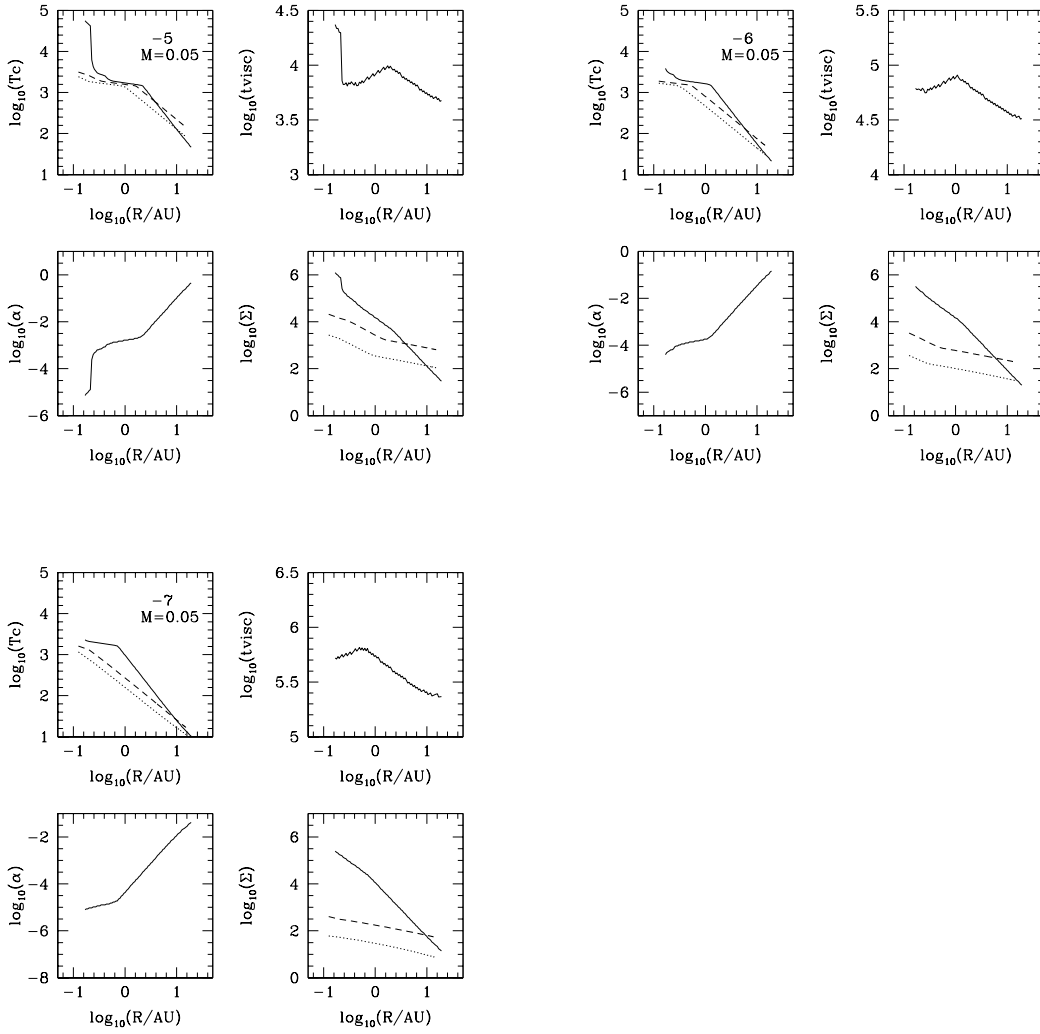 5
4
3
2
1
log₁₀(Tc)
−5
M=0.05
−1 0 1
log₁₀(R/AU)
4.5
4
3.5
3
log₁₀(tvisc)
−1 0 1
log₁₀(R/AU)
5
4
3
2
1
log₁₀(Tc)
−6
M=0.05
−1 0 1
log₁₀(R/AU)
5.5
5
4.5
4
log₁₀(tvisc)
−1 0 1
log₁₀(R/AU)
0
−2
−4
−6
log₁₀(α)
−1 0 1
log₁₀(R/AU)
6
4
2
0
log₁₀(Σ)
−1 0 1
log₁₀(R/AU)
0
−2
−4
−6
log₁₀(α)
−1 0 1
log₁₀(R/AU)
6
4
2
0
log₁₀(Σ)
−1 0 1
log₁₀(R/AU)
5
4
3
2
1
log₁₀(Tc)
−7
M=0.05
−1 0 1
log₁₀(R/AU)
6.5
6
5.5
5
log₁₀(tvisc)
−1 0 1
log₁₀(R/AU)
−2
−4
−6
−8
log₁₀(α)
−1 0 1
log₁₀(R/AU)
6
4
2
0
log₁₀(Σ)
−1 0 1
log₁₀(R/AU)